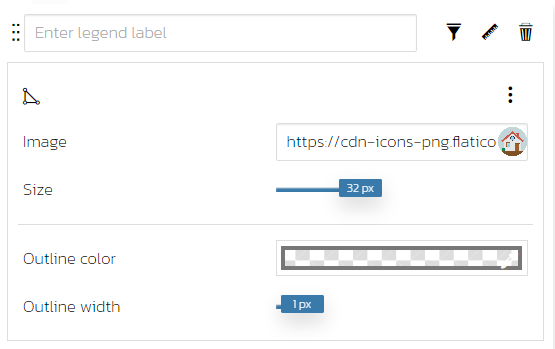 Enter legend label
Image
https://cdn-icons-png.flatico
Size
32 px
Outline color
Outline width
1 px